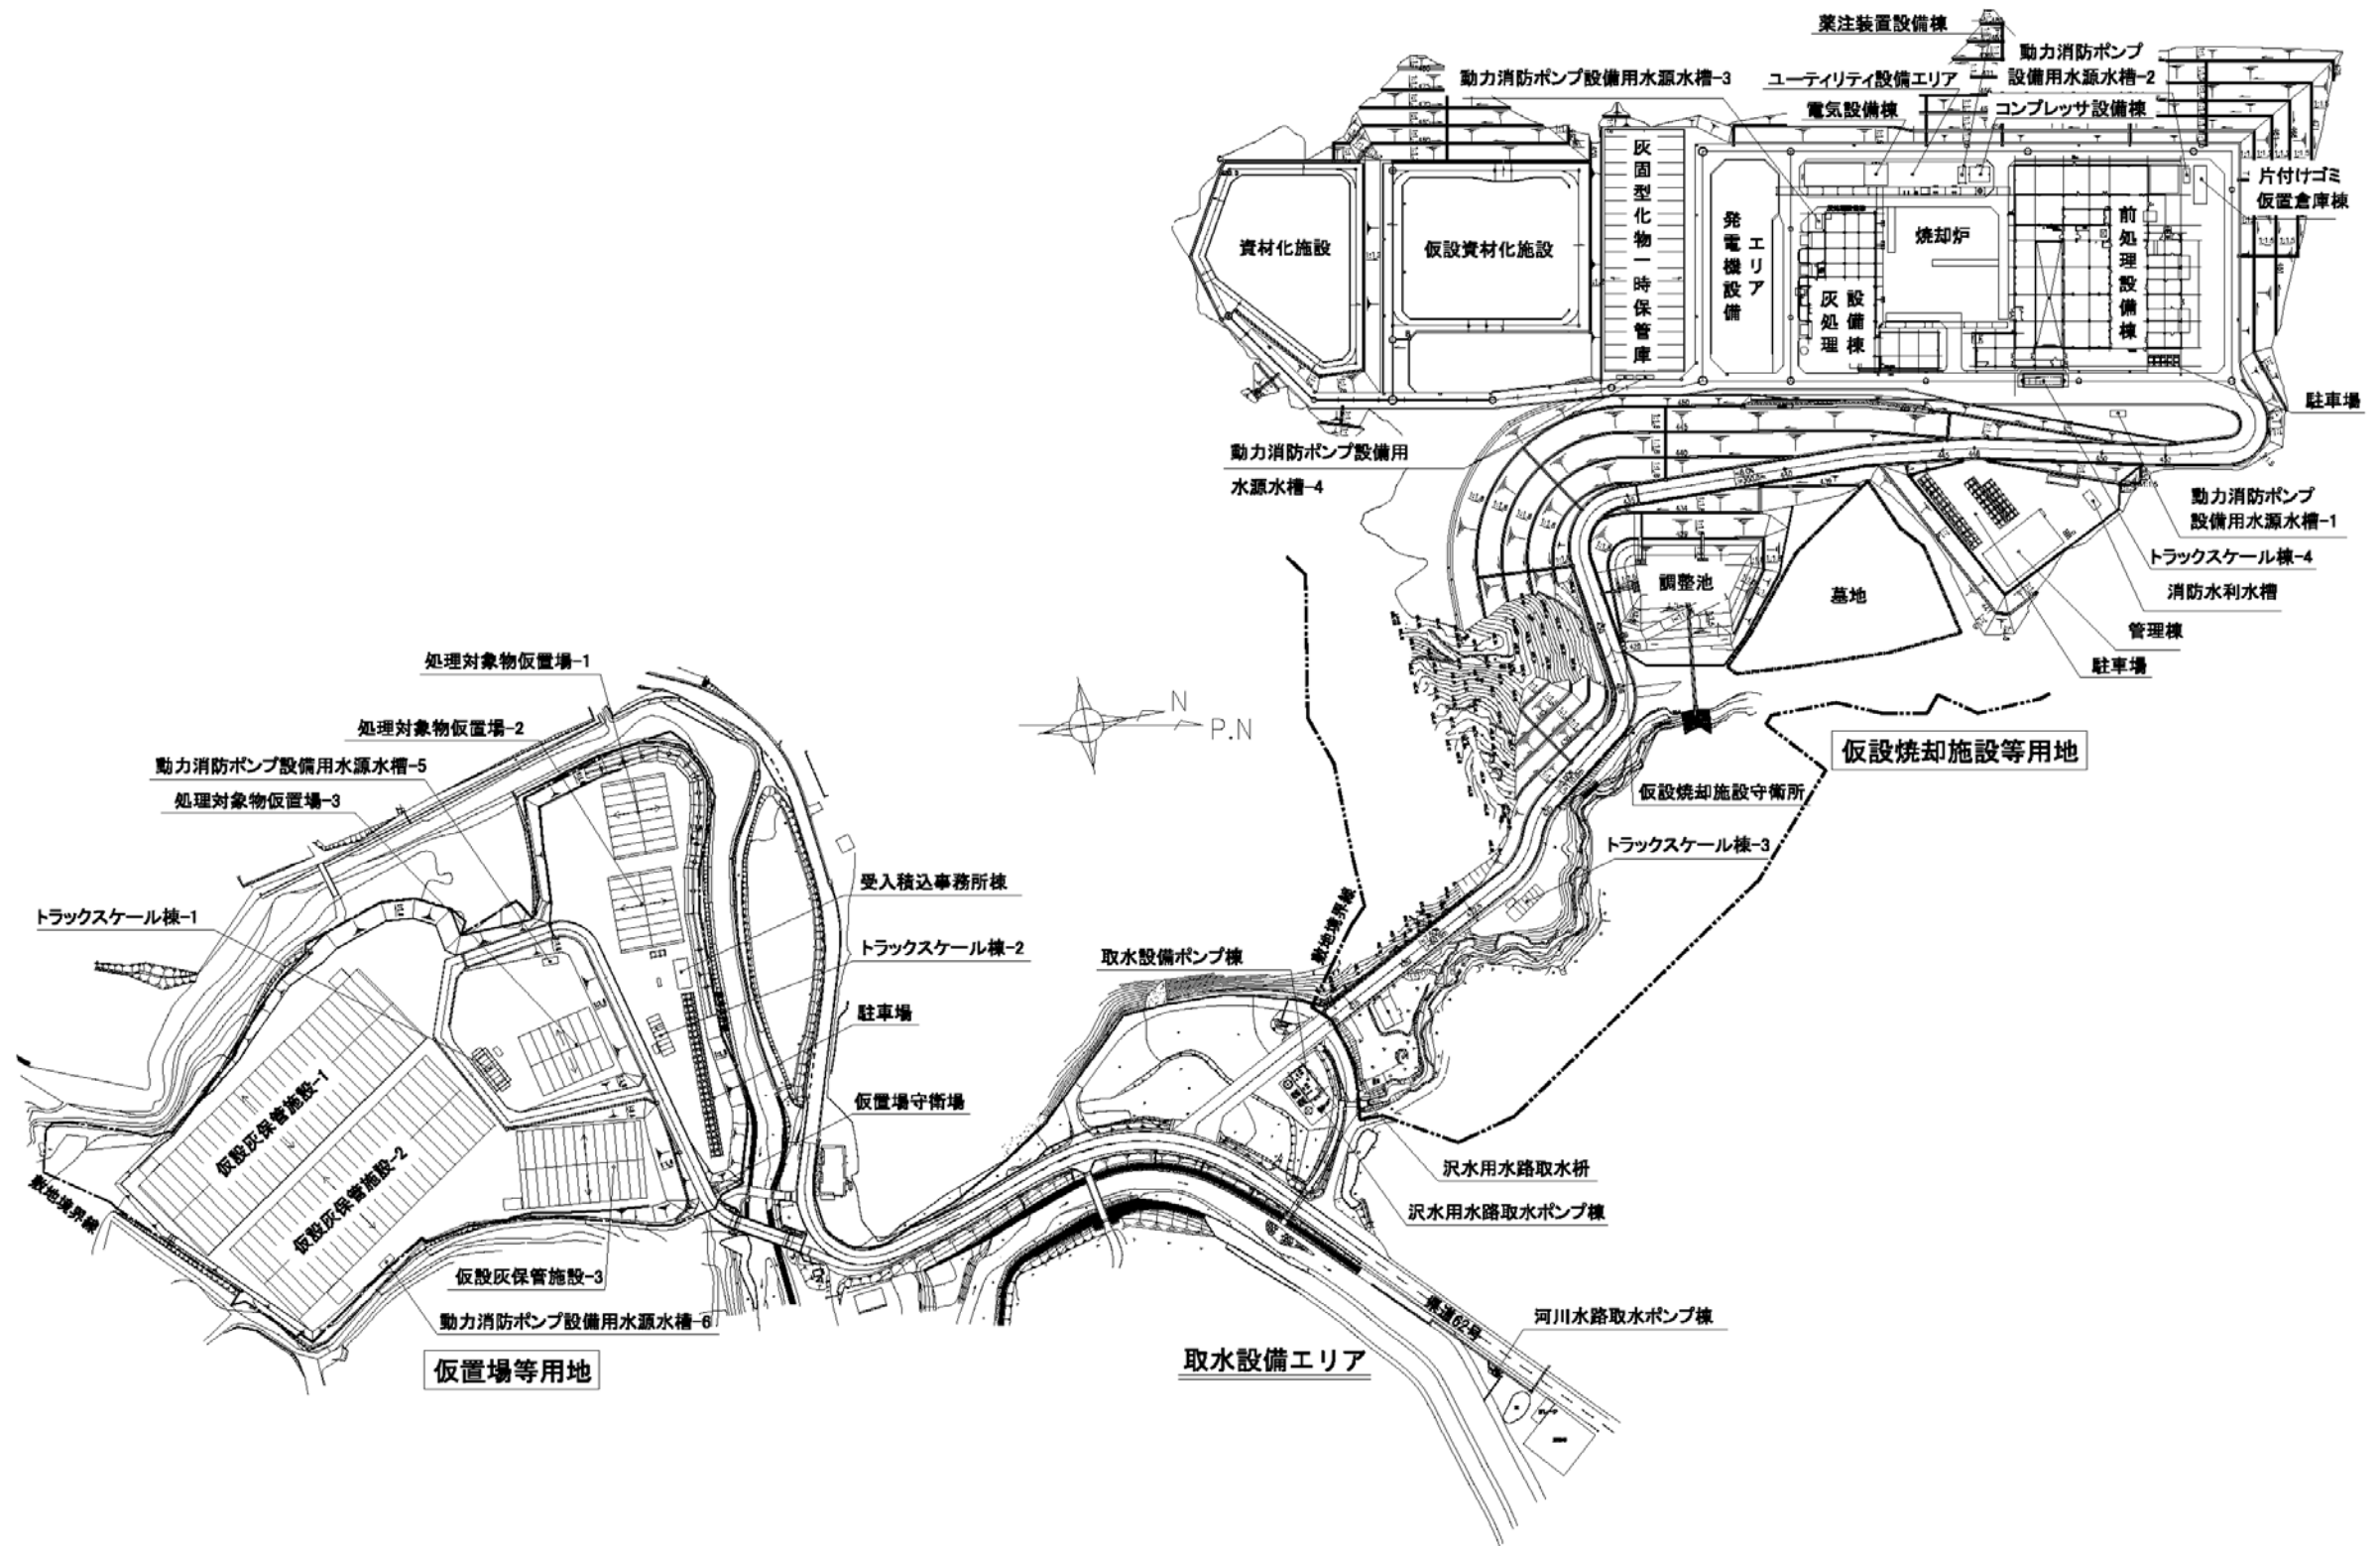 薬注装置設備棟
動力消防ポンプ
設備用水源水槽-2
動力消防ポンプ設備用水源水槽-3
ユーティリティ設備エリア
電気設備棟
コンプレッサ設備棟
片付けゴミ
仮置倉庫棟
資材化施設
仮設資材化施設
灰固型化物一時保管庫
発電機設備
エリア
灰処理
設備棟
焼却炉
前処理設備棟
駐車場
動力消防ポンプ設備用
水源水槽-4
動力消防ポンプ
設備用水源水槽-1
トラックスケール棟-4
消防水利水槽
管理棟
駐車場
調整池
墓地
仮設焼却施設等用地
仮設焼却施設守衛所
トラックスケール棟-3
N
P.N
処理対象物仮置場-1
処理対象物仮置場-2
動力消防ポンプ設備用水源水槽-5
処理対象物仮置場-3
トラックスケール棟-1
受入積込事務所棟
トラックスケール棟-2
駐車場
仮置場守衛場
敷地境界線
取水設備ポンプ棟
沢水用水路取水枡
沢水用水路取水ポンプ棟
仮設灰保管施設-1
仮設灰保管施設-2
敷地境界線
仮設灰保管施設-3
動力消防ポンプ設備用水源水槽-6
仮置場等用地
取水設備エリア
県道62号
河川水路取水ポンプ棟